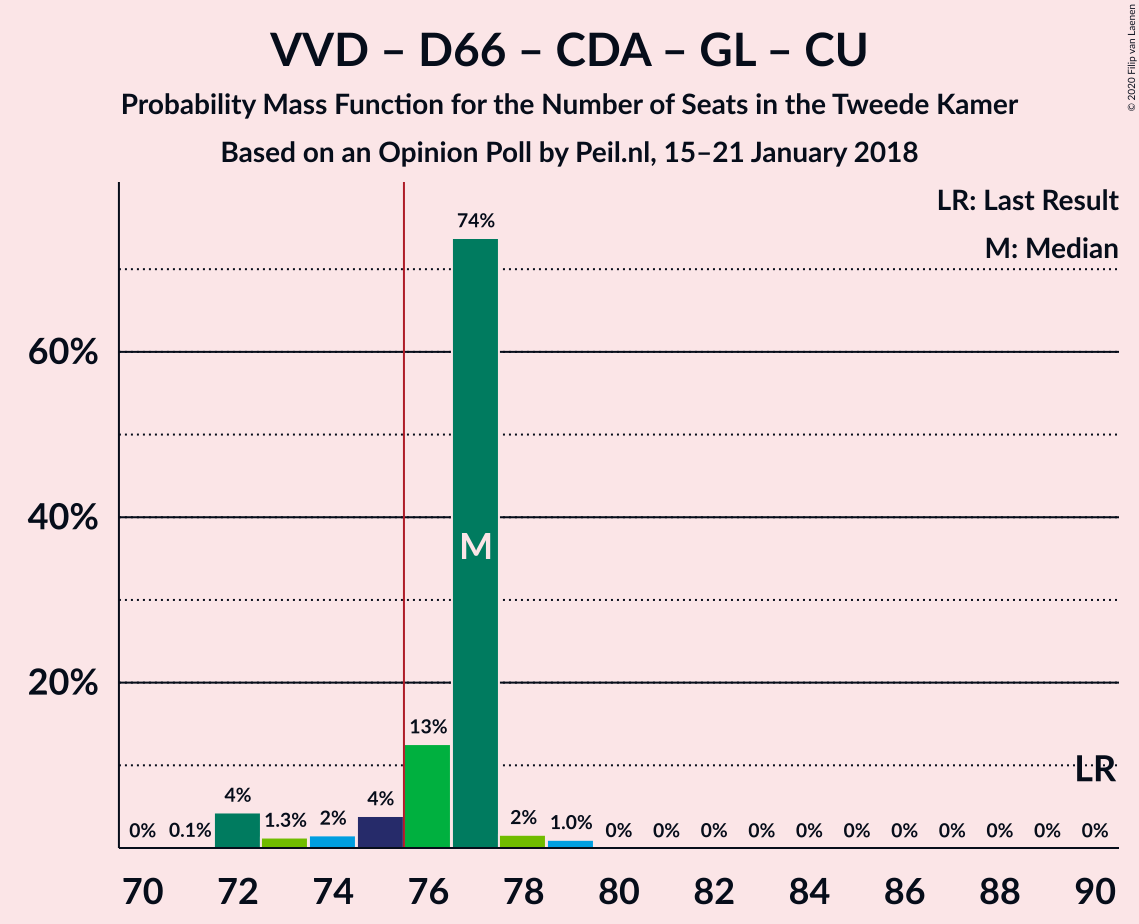 VVD – D66 – CDA – GL – CU
Probability Mass Function for the Number of Seats in the Tweede Kamer
Based on an Opinion Poll by Peil.nl, 15–21 January 2018
© 2020 Filip van Laenen
LR: Last Result
M: Median
60%
40%
20%
0% 0.1% 4% 1.3% 2% 4% 13% 74% 2% 1.0% 0% 0% 0% 0% 0% 0% 0% 0% 0% 0% 0%
M
LR
70 72 74 76 78 80 82 84 86 88 90